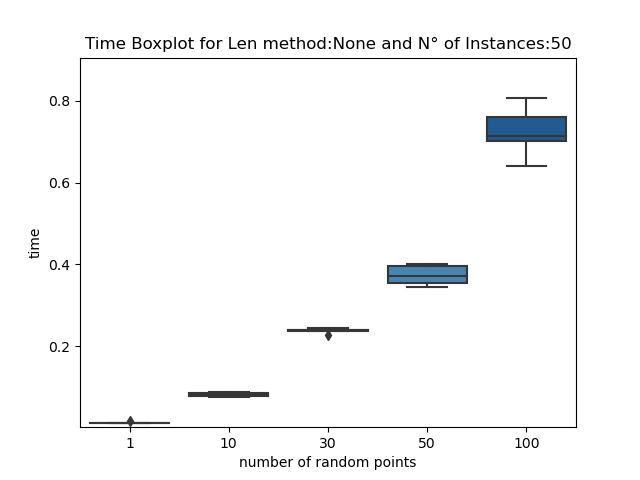 Time Boxplot for Len method:None and N° of Instances:50
0.8
0.6
0.4
0.2
time
1 10 30 50 100
number of random points